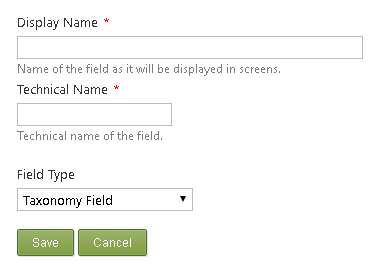 Display Name *
Name of the field as it will be displayed in screens.
Technical Name *
Technical name of the field.
Field Type
Taxonomy Field
Save Cancel